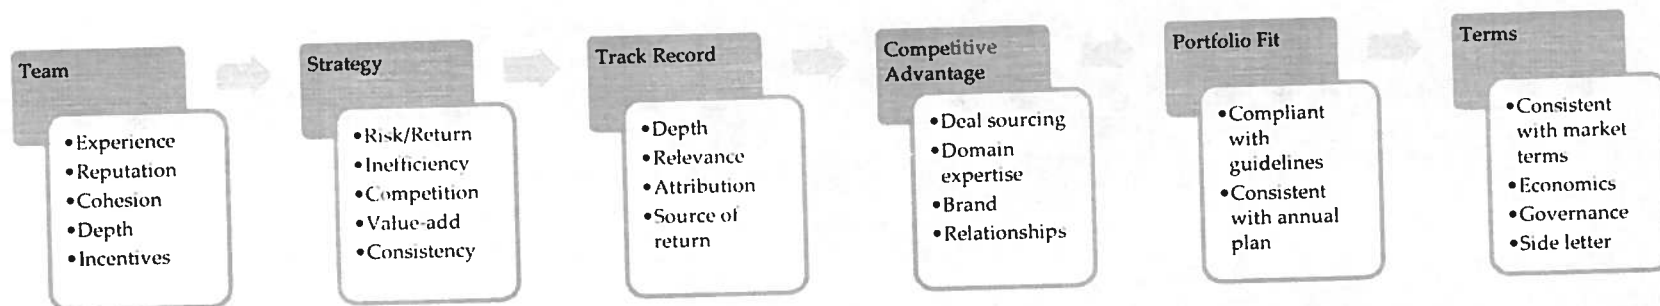 Team
• Experience
• Reputation
• Cohesion
• Depth
• Incentives
Strategy
• Risk/Return
• Inefficiency
• Competition
• Value-add
• Consistency
Track Record
• Depth
• Relevance
• Attribution
• Source of
return
Competitive
Advantage
• Deal sourcing
• Domain
expertise
• Brand
• Relationships
Portfolio Fit
• Compliant
with
guidelines
• Consistent
with annual
plan
Terms
• Consistent
with market
terms
• Economics
• Governance
• Side letter